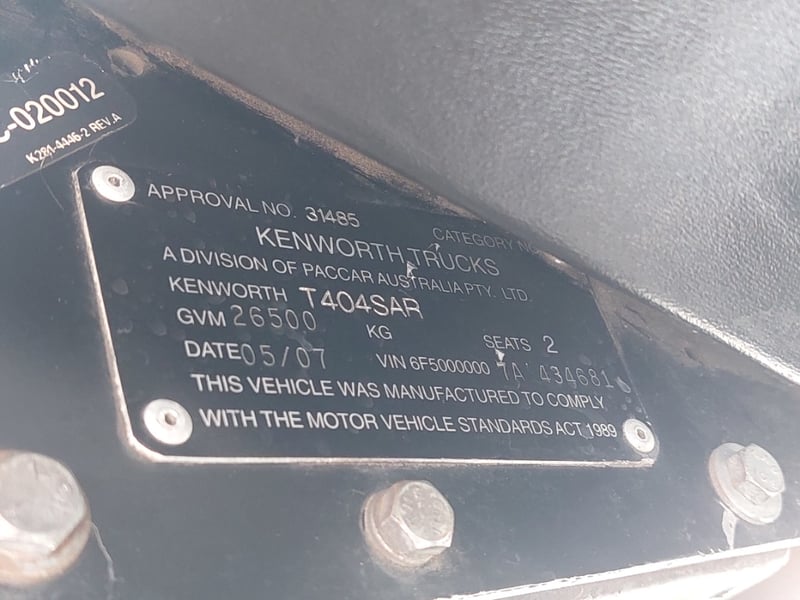 C-020012
K281-4446-2 REV.A
APPROVAL NO. 31485
CATEGORY NO.
KENWORTH TRUCKS
A DIVISION OF PACCAR AUSTRALIA PTY. LTD.
KENWORTH T404SAR
GVM 26500 KG SEATS 2
DATE 05/07 VIN 6F5000000 7A 434681
THIS VEHICLE WAS MANUFACTURED TO COMPLY
WITH THE MOTOR VEHICLE STANDARDS ACT 1989